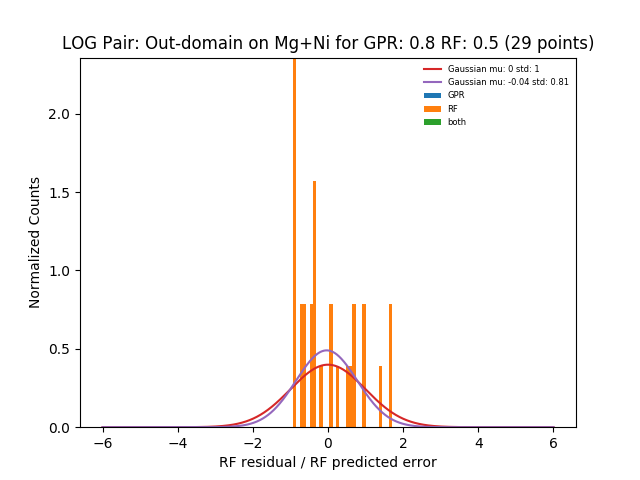 LOG Pair: Out-domain on Mg+Ni for GPR: 0.8 RF: 0.5 (29 points)
Gaussian mu: 0 std: 1
Gaussian mu: -0.04 std: 0.81
GPR
RF
both
Normalized Counts
2.0
1.5
1.0
0.5
0.0
−6 −4 −2 0 2 4 6
RF residual / RF predicted error